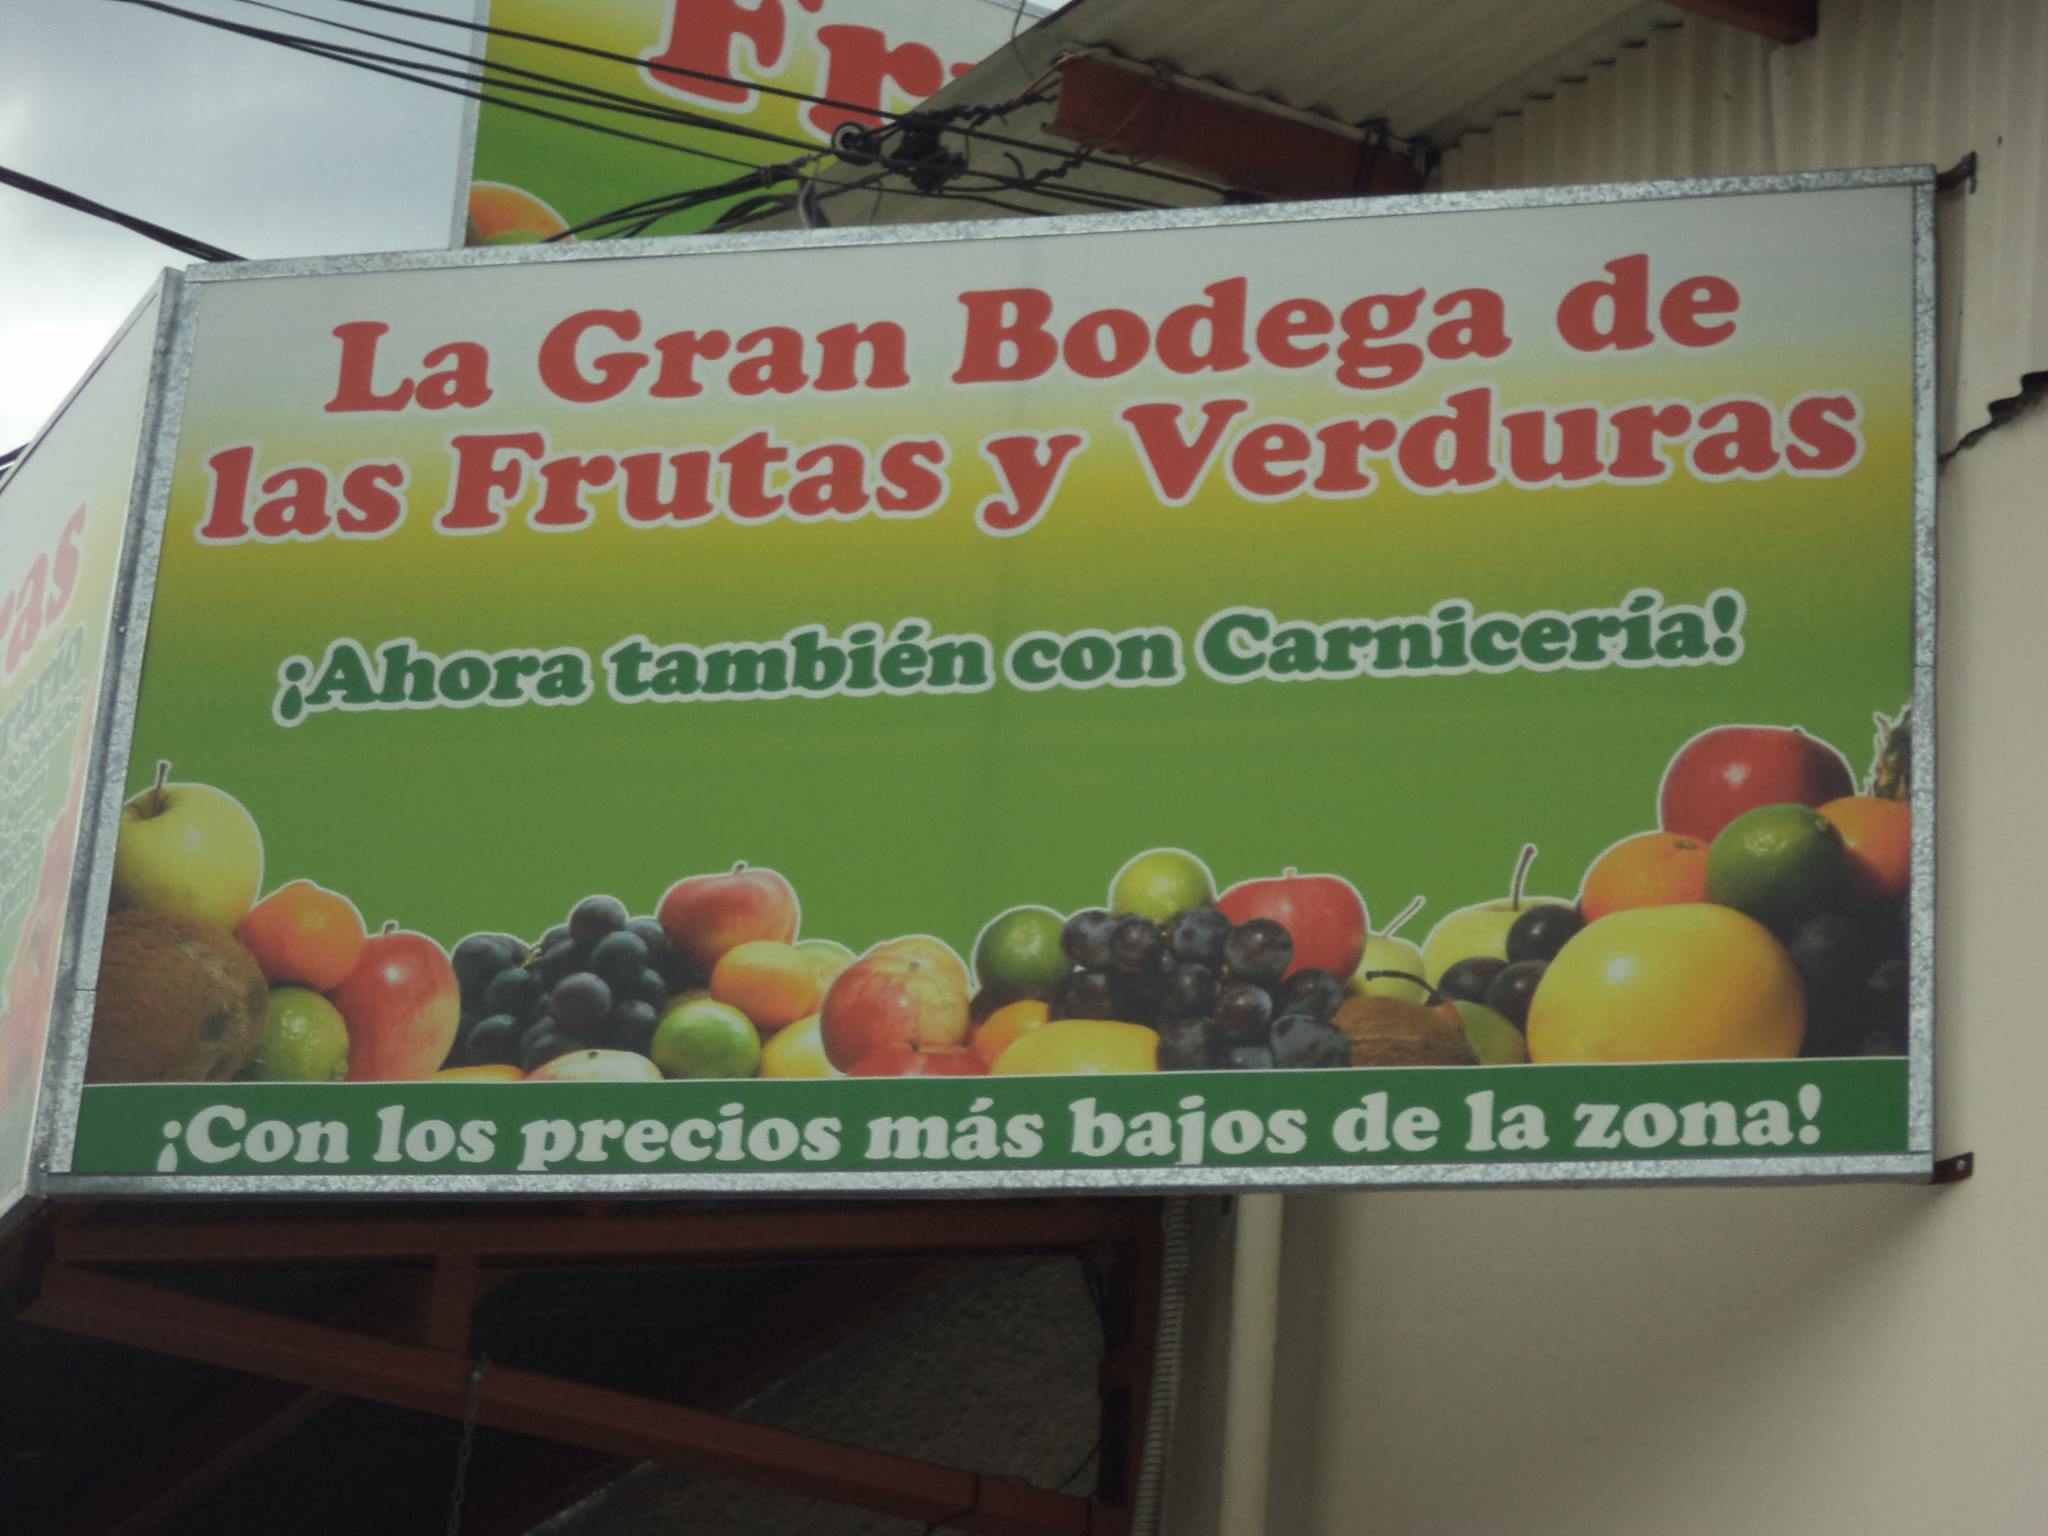 La Gran Bodega de
las Frutas y Verduras
¡Ahora también con Carnicería!
¡Con los precios más bajos de la zona!